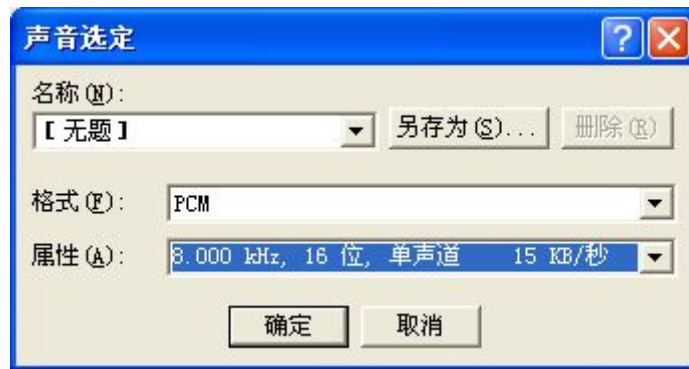 声音选定
名称(N):
[无题] 另存为(S)... 删除(R)
格式(F): PCM
属性(A): 8.000 kHz, 16 位, 单声道 15 KB/秒
确定 取消